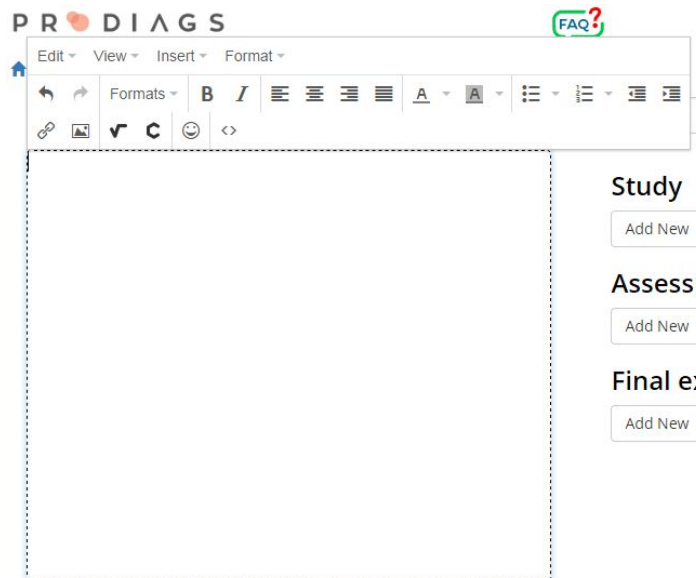 PRODIAGS
FAQ?
Edit View Insert Format
Formats B I A A
√ C <>
Study
Add New
Assess
Add New
Final ex
Add New